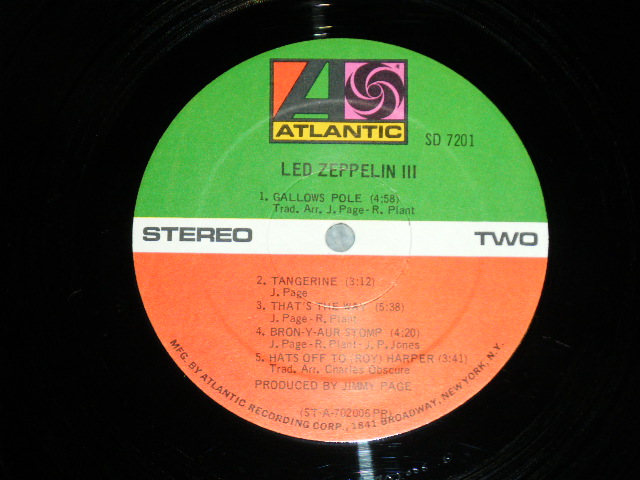 ATLANTIC
SD 7201
LED ZEPPELIN III
1. GALLOWS POLE (4:58)
Trad. Arr. J. Page - R. Plant
STEREO TWO
2. TANGERINE (3:12)
J. Page
3. THAT'S THE WAY (5:38)
J. Page - R. Plant
4. BRON-Y-AUR STOMP (4:20)
J. Page - R. Plant - J. P. Jones
5. HATS OFF TO (ROY) HARPER (3:41)
Trad. Arr. Charles Obscure
PRODUCED BY JIMMY PAGE
(ST-A-702006 PR)
MFG. BY ATLANTIC RECORDING CORP., 1841 BROADWAY, NEW YORK, N.Y.